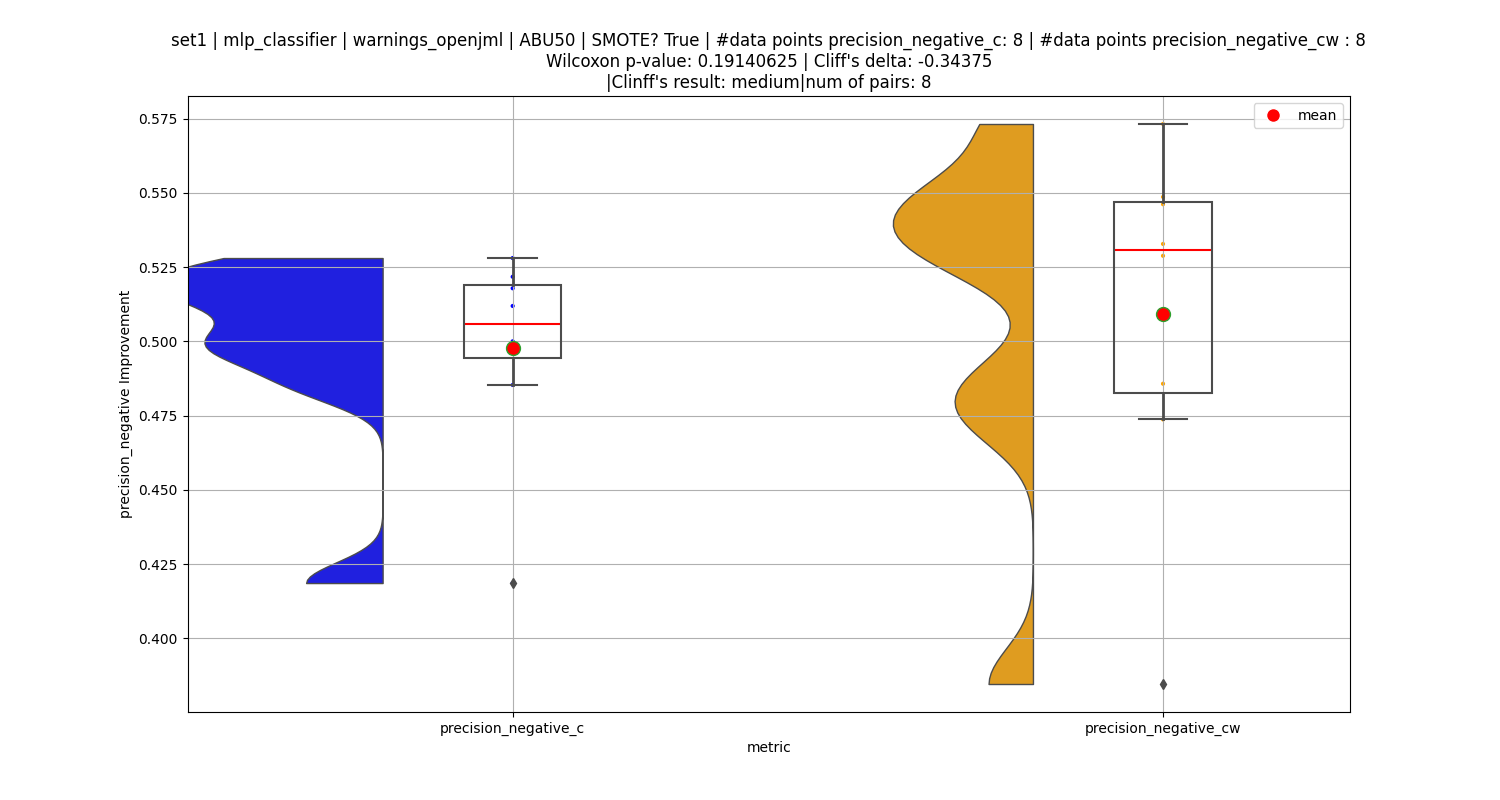 set1 | mlp_classifier | warnings_openjml | ABU50 | SMOTE? True | #data points precision_negative_c: 8 | #data points precision_negative_cw : 8
Wilcoxon p-value: 0.19140625 | Cliff's delta: -0.34375
|Clinff's result: medium|num of pairs: 8
mean
0.575
0.550
0.525
0.500
0.475
0.450
0.425
0.400
precision_negative Improvement
precision_negative_c
precision_negative_cw
metric